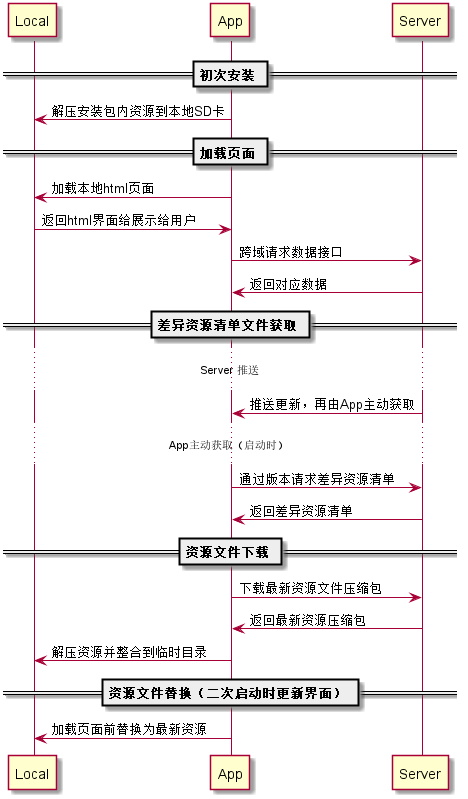 Local App Server
初次安装
解压安装包内资源到本地SD卡
加载页面
加载本地html页面
返回html界面给展示给用户
跨域请求数据接口
返回对应数据
差异资源清单文件获取
Server 推送
推送更新，再由App主动获取
App主动获取（启动时）
通过版本请求差异资源清单
返回差异资源清单
资源文件下载
下载最新资源文件压缩包
返回最新资源压缩包
解压资源并整合到临时目录
资源文件替换（二次启动时更新界面）
加载页面前替换为最新资源
Local App Server